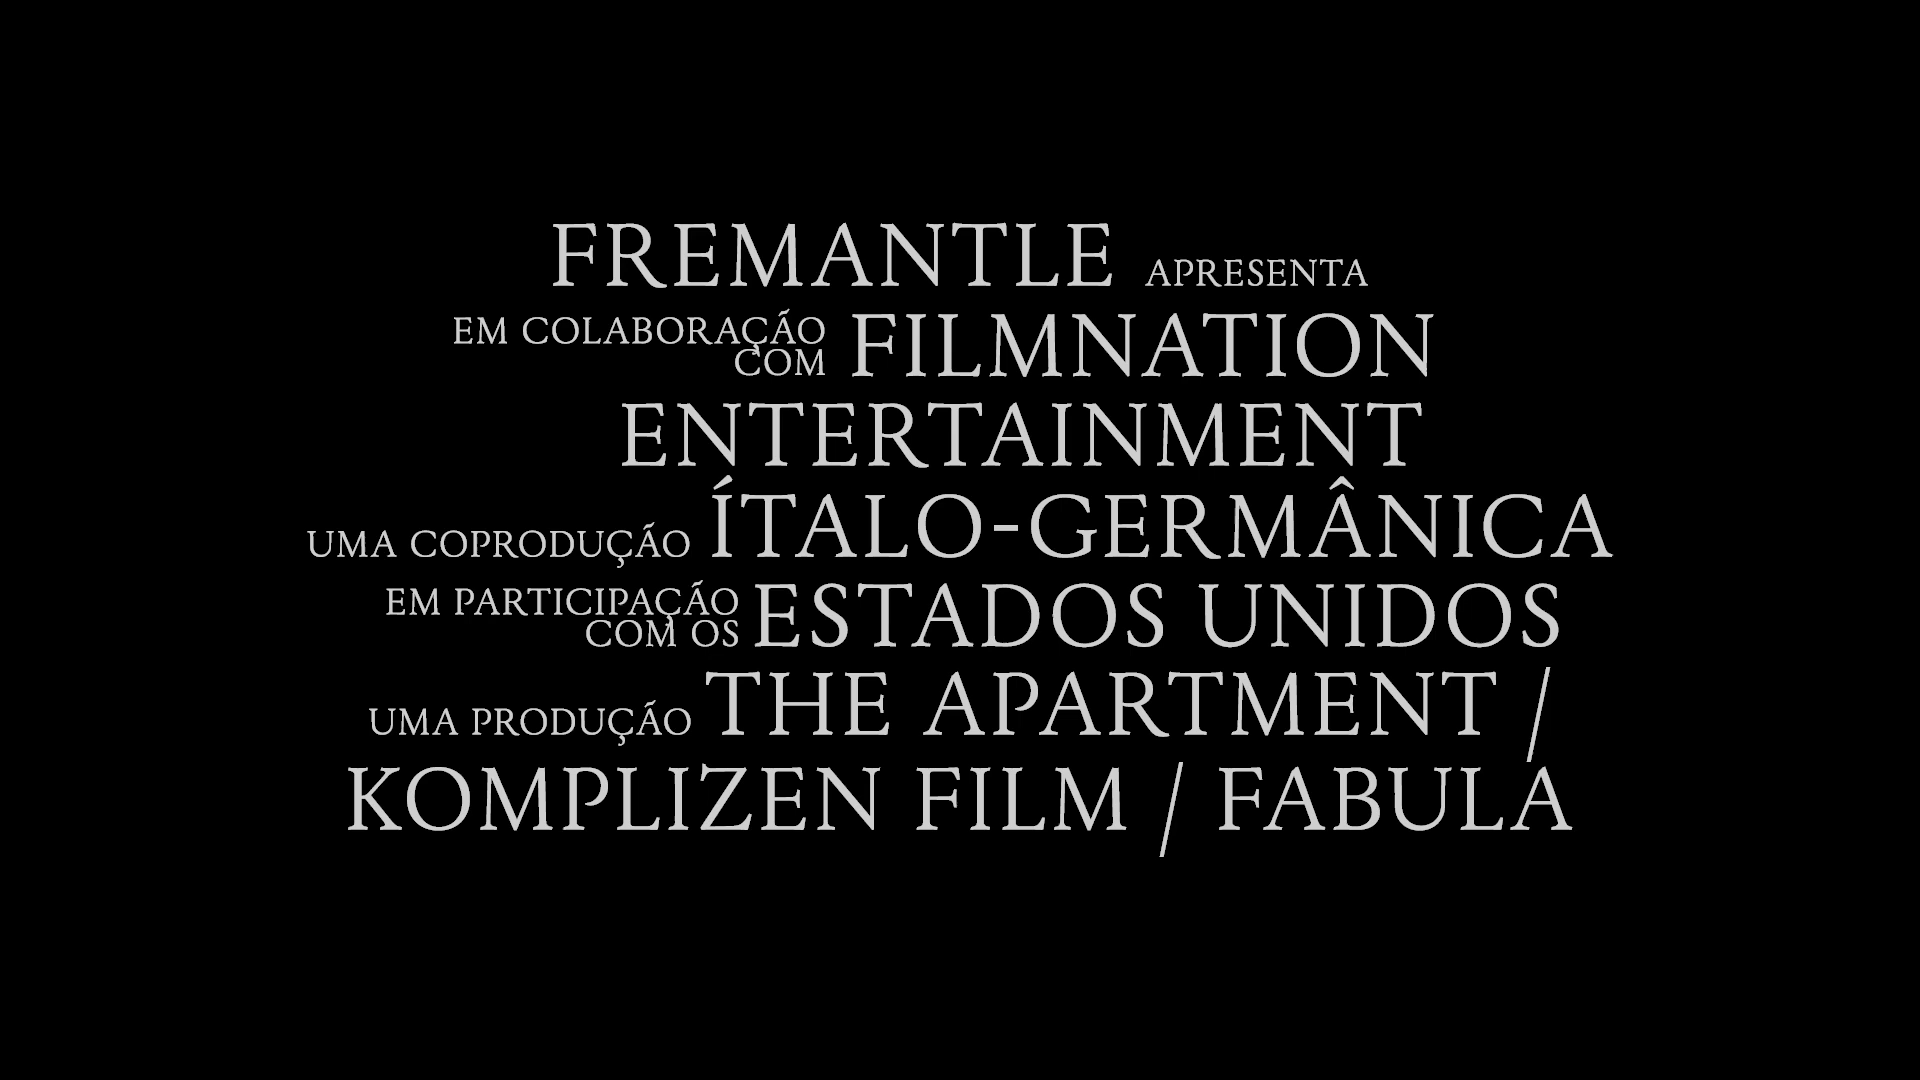 FREMANTLE APRESENTA
EM COLABORAÇÃO COM FILMNATION
ENTERTAINMENT
UMA COPRODUÇÃO ÍTALO-GERMÂNICA
EM PARTICIPAÇÃO COM OS ESTADOS UNIDOS
UMA PRODUÇÃO THE APARTMENT /
KOMPLIZEN FILM / FABULA